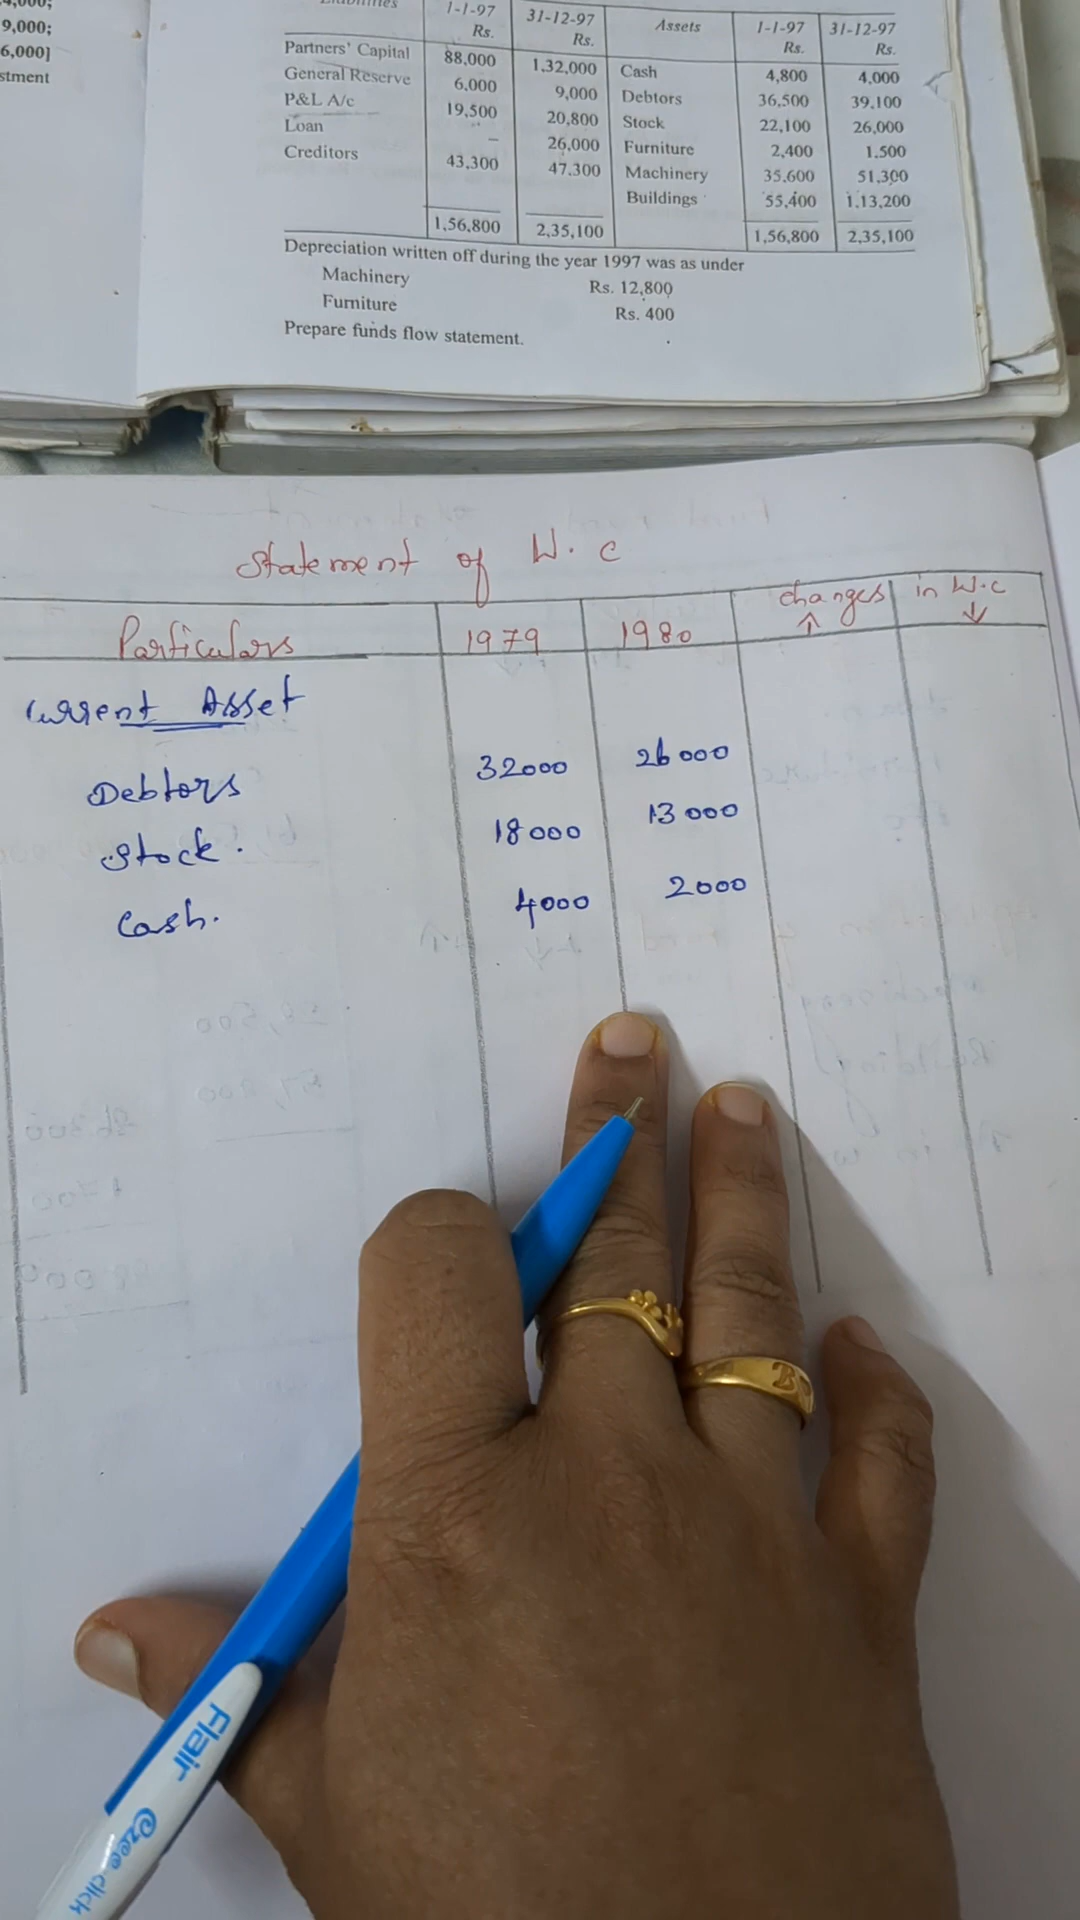 9,000;
6,000]
stment
1-1-97 31-12-97 Assets 1-1-97 31-12-97
Rs. Rs. Rs. Rs.
Partners' Capital 88,000 1,32,000 Cash 4,800 4,000
General Reserve 6,000 9,000 Debtors 36,500 39,100
P&L A/c 19,500 20,800 Stock 22,100 26,000
Loan – 26,000 Furniture 2,400 1,500
Creditors 43,300 47,300 Machinery 35,600 51,300
Buildings 55,400 1,13,200
1,56,800 2,35,100 1,56,800 2,35,100
Depreciation written off during the year 1997 was as under
Machinery Rs. 12,800
Furniture Rs. 400
Prepare funds flow statement.
Statement of W.C
Particulars 1979 1980 changes in W.C
↑ ↓
Current Asset
Debtors 32000 26000
Stock. 18000 13000
Cash. 4000 2000
Flair
Ezee-click